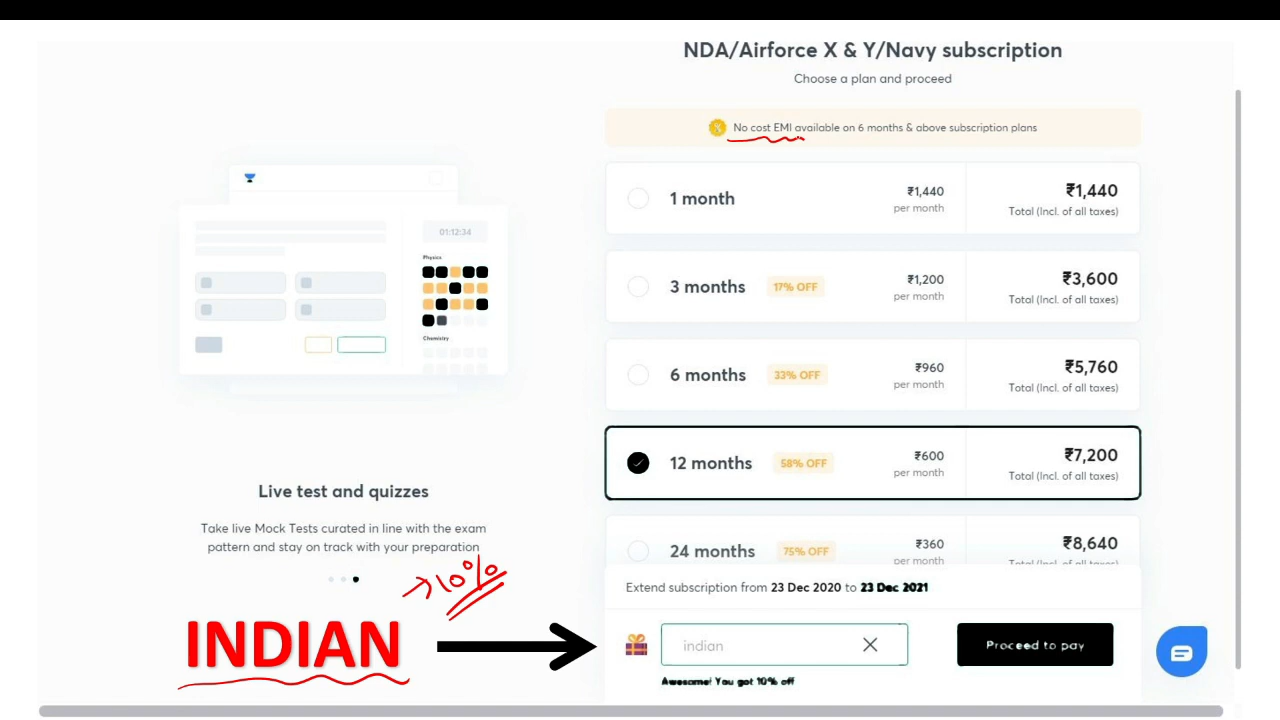 NDA/Airforce X & Y/Navy subscription
Choose a plan and proceed
No cost EMI available on 6 months & above subscription plans
1 month
₹1,440
per month
₹1,440
Total (Incl. of all taxes)
3 months
17% OFF
₹1,200
per month
₹3,600
Total (Incl. of all taxes)
6 months
33% OFF
₹960
per month
₹5,760
Total (Incl. of all taxes)
12 months
58% OFF
₹600
per month
₹7,200
Total (Incl. of all taxes)
24 months
75% OFF
₹360
per month
₹8,640
Total (Incl. of all taxes)
Extend subscription from 23 Dec 2020 to 23 Dec 2021
indian
Proceed to pay
Awesome! You got 10% off
01:12:34
Physics
Chemistry
Live test and quizzes
Take live Mock Tests curated in line with the exam
pattern and stay on track with your preparation
→10%
INDIAN